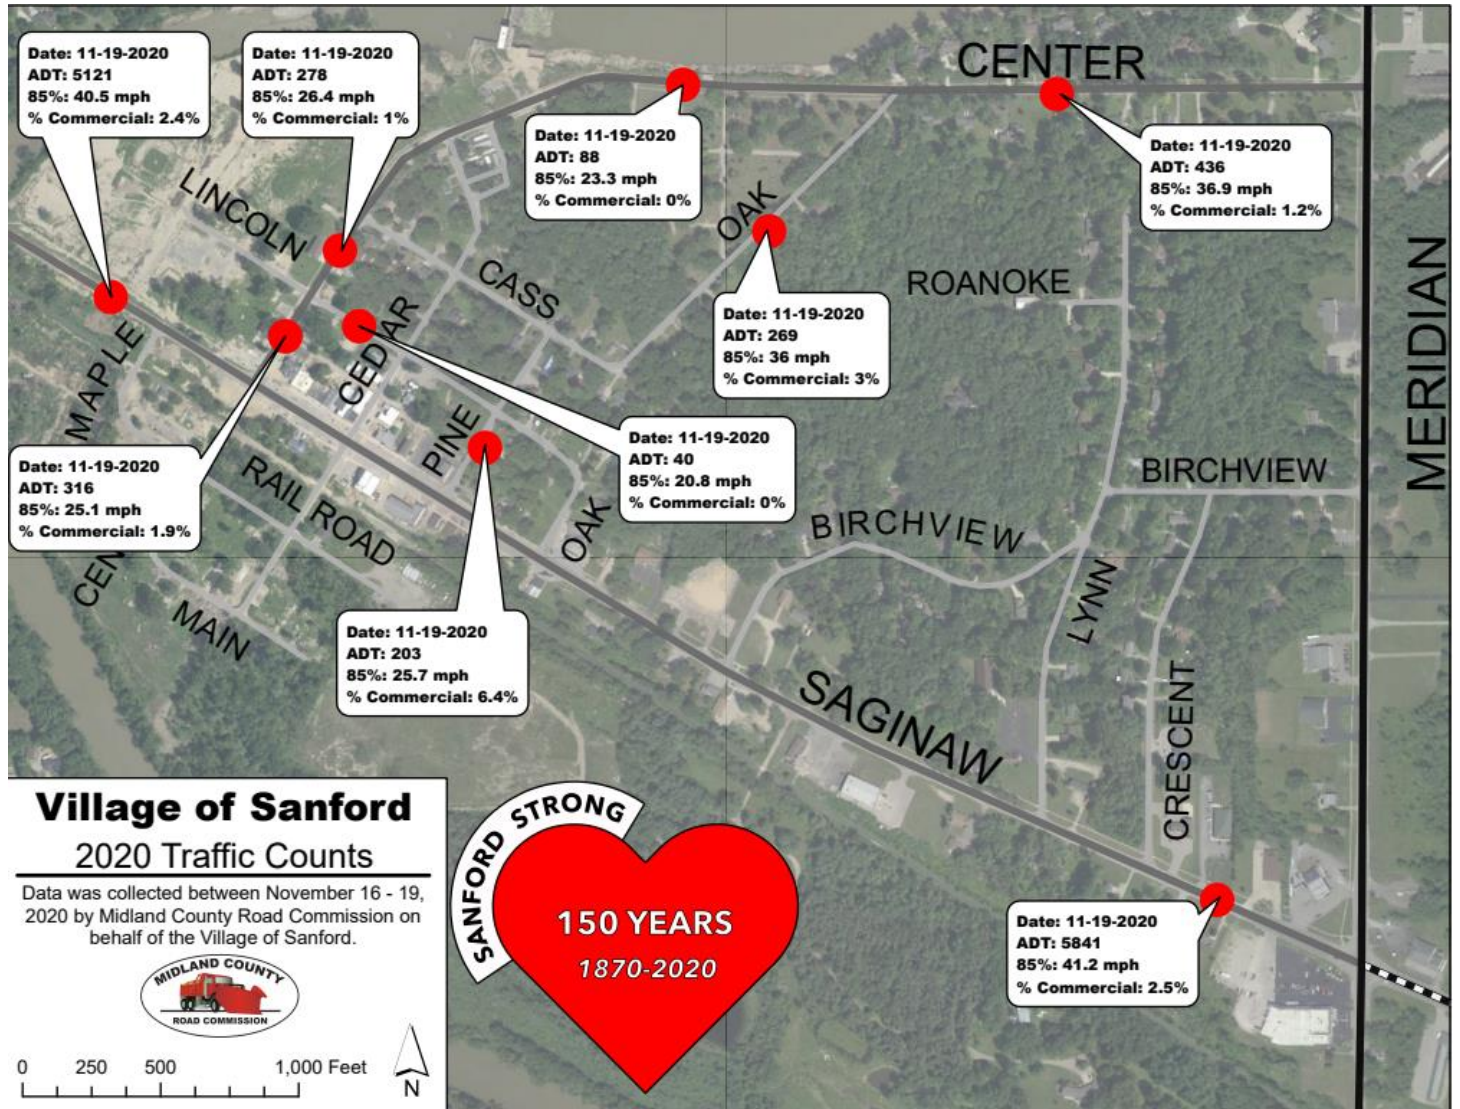 Date: 11-19-2020
ADT: 5121
85%: 40.5 mph
% Commercial: 2.4%
Date: 11-19-2020
ADT: 278
85%: 26.4 mph
% Commercial: 1%
CENTER
Date: 11-19-2020
ADT: 88
85%: 23.3 mph
% Commercial: 0%
Date: 11-19-2020
ADT: 436
85%: 36.9 mph
% Commercial: 1.2%
LINCOLN
OAK
CASS
ROANOKE
MERIDIAN
Date: 11-19-2020
ADT: 269
85%: 36 mph
% Commercial: 3%
MAPLE
CEDAR
PINE
Date: 11-19-2020
ADT: 40
85%: 20.8 mph
% Commercial: 0%
Date: 11-19-2020
ADT: 316
85%: 25.1 mph
% Commercial: 1.9%
RAIL ROAD
OAK
BIRCHVIEW
BIRCHVIEW
CEN
MAIN
LYNN
Date: 11-19-2020
ADT: 203
85%: 25.7 mph
% Commercial: 6.4%
SAGINAW
CRESCENT
Village of Sanford
2020 Traffic Counts
Data was collected between November 16 - 19,
2020 by Midland County Road Commission on
behalf of the Village of Sanford.
MIDLAND COUNTY
ROAD COMMISSION
0 250 500 1,000 Feet
N
SANFORD STRONG
150 YEARS
1870-2020
Date: 11-19-2020
ADT: 5841
85%: 41.2 mph
% Commercial: 2.5%